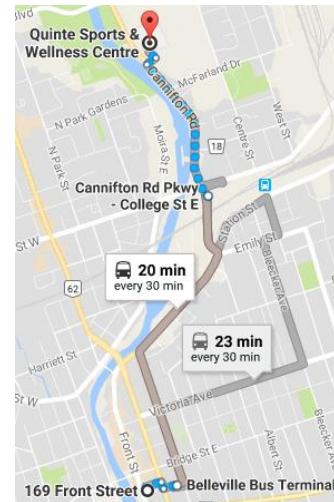 Blvd
Quinte Sports &
Wellness Centre
McFarland Dr
Cannifton Rd
N Park Gardens
Moira St E
Centre St
West St
18
N Park St
Cannifton Rd Pkwy
- College St E
St W
Station St
20 min
every 30 min
Emily St
Bleecker Ave
62
23 min
every 30 min
Harriett St
St W
Victoria Ave
Albert St
Bleecker Ave
Front St
Bridge St E
169 Front Street
Belleville Bus Terminal